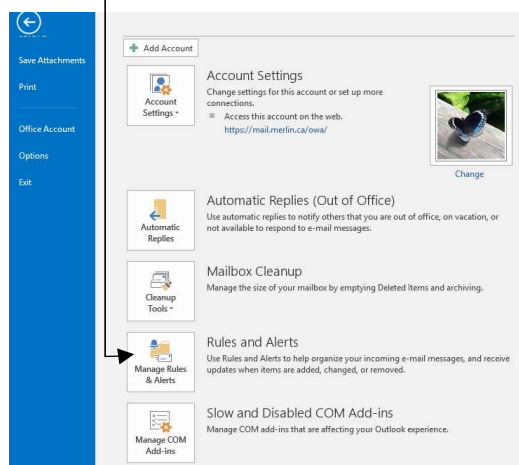 Save Attachments
Print
Office Account
Options
Exit
Add Account
Account
Settings
Account Settings
Change settings for this account or set up more
connections.
Access this account on the web.
https://mail.merlin.ca/owa/
Change
Automatic
Replies
Automatic Replies (Out of Office)
Use automatic replies to notify others that you are out of office, on vacation, or
not available to respond to e-mail messages.
Cleanup
Tools
Mailbox Cleanup
Manage the size of your mailbox by emptying Deleted Items and archiving.
Manage Rules
& Alerts
Rules and Alerts
Use Rules and Alerts to help organize your incoming e-mail messages, and receive
updates when items are added, changed, or removed.
Manage COM
Add-ins
Slow and Disabled COM Add-ins
Manage COM add-ins that are affecting your Outlook experience.